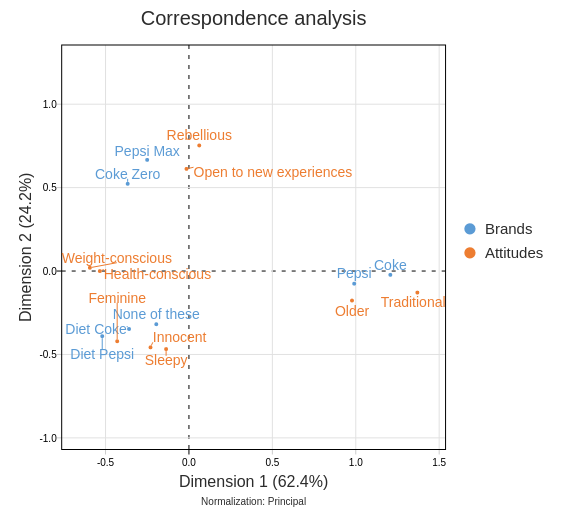 Correspondence analysis
Dimension 2 (24.2%)
1.0
0.5
0.0
-0.5
-1.0
Rebellious
Pepsi Max
Open to new experiences
Coke Zero
Weight-conscious
Health-conscious
Pepsi
Coke
Feminine
Traditional
None of these
Older
Diet Coke
Innocent
Diet Pepsi
Sleepy
Brands
Attitudes
-0.5 0.0 0.5 1.0 1.5
Dimension 1 (62.4%)
Normalization: Principal